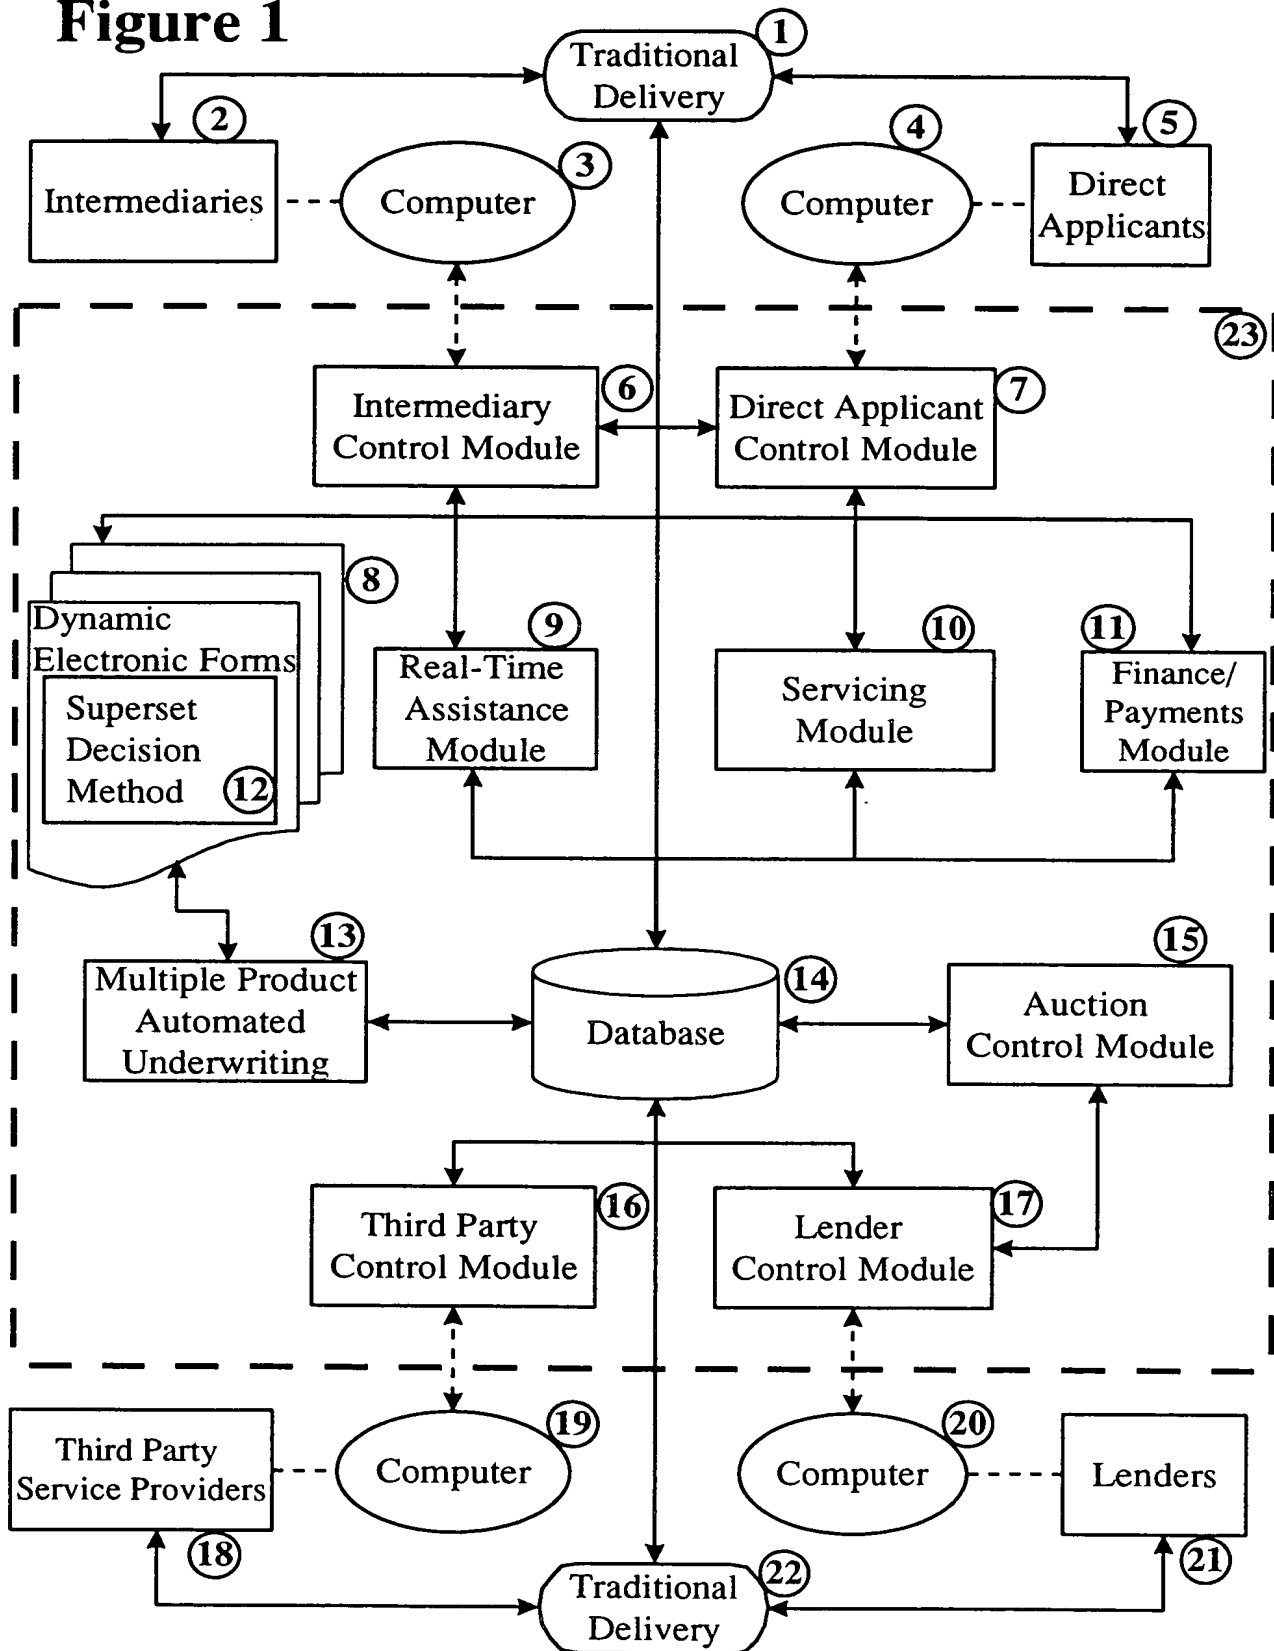 Figure 1
1
Traditional
Delivery
2
Intermediaries
3
Computer
4
Computer
5
Direct
Applicants
23
6
Intermediary
Control Module
7
Direct Applicant
Control Module
8
Dynamic
Electronic Forms
Superset
Decision
Method
12
9
Real-Time
Assistance
Module
10
Servicing
Module
11
Finance/
Payments
Module
13
Multiple Product
Automated
Underwriting
14
Database
15
Auction
Control Module
16
Third Party
Control Module
17
Lender
Control Module
Third Party
Service Providers
18
19
Computer
20
Computer
Lenders
21
22
Traditional
Delivery